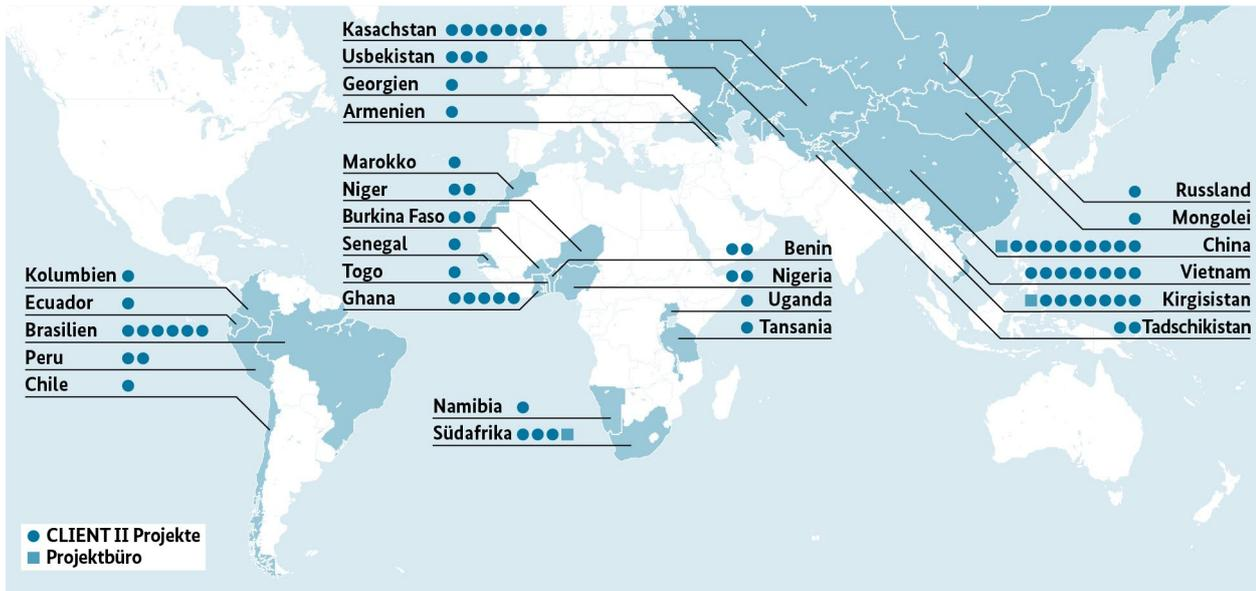 Kasachstan
Usbekistan
Georgien
Armenien
Marokko
Niger
Burkina Faso
Senegal
Togo
Ghana
Benin
Nigeria
Uganda
Tansania
Russland
Mongolei
China
Vietnam
Kirgisistan
Tadschikistan
Kolumbien
Ecuador
Brasilien
Peru
Chile
Namibia
Südafrika
CLIENT II Projekte
Projektbüro